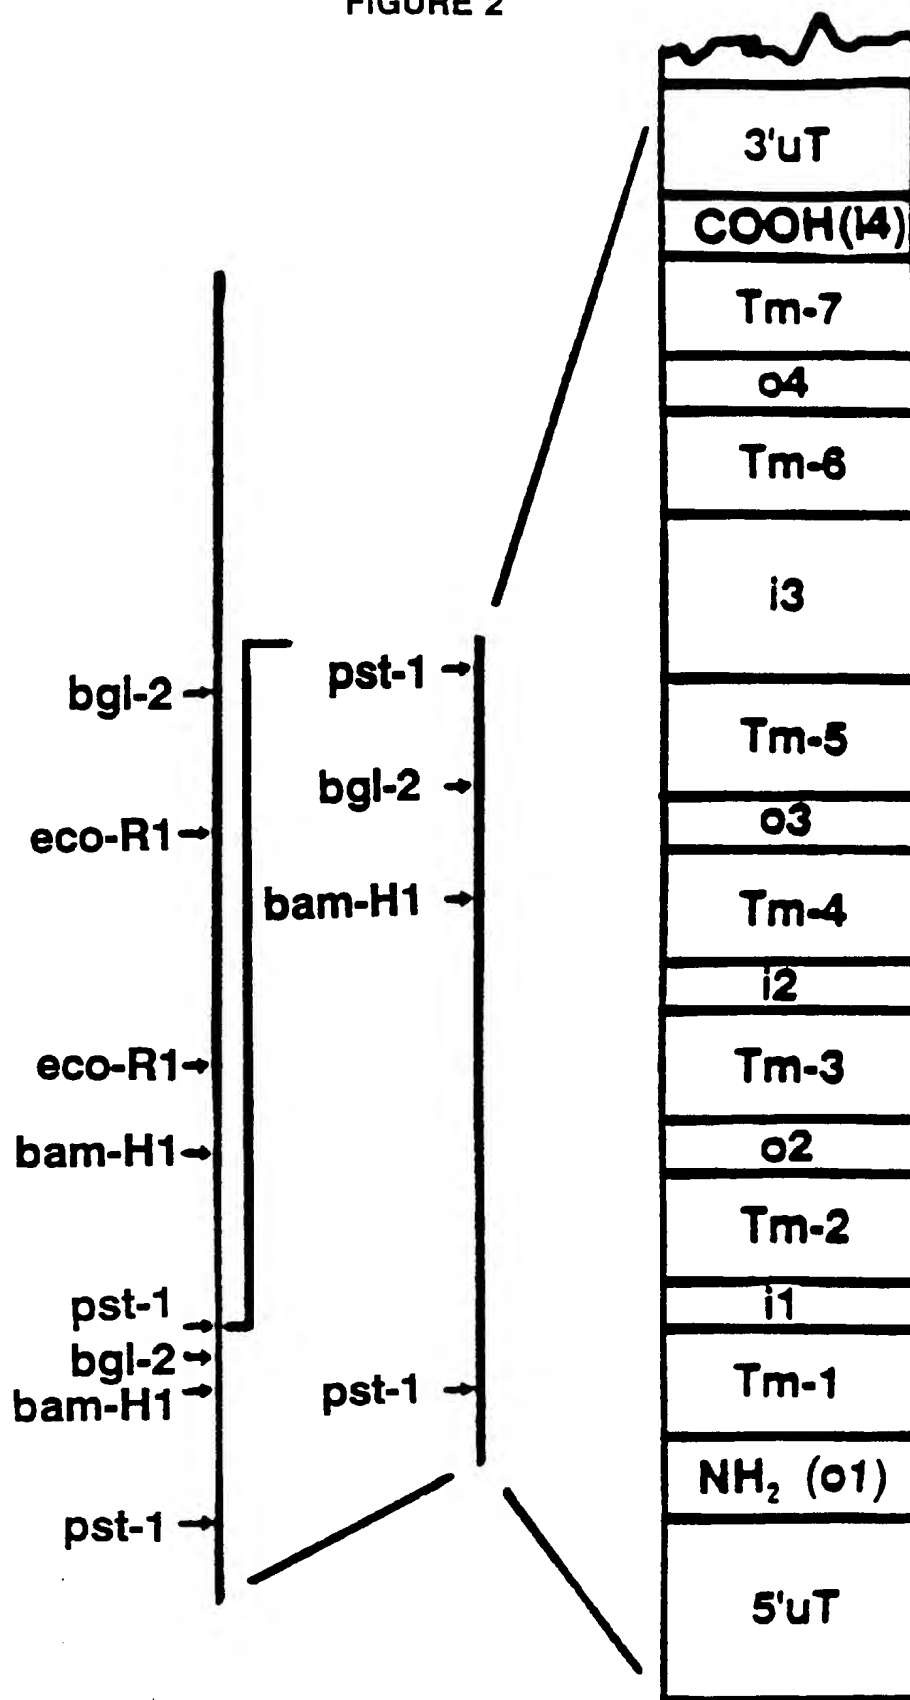 FIGURE 2
bgl-2
eco-R1
eco-R1
bam-H1
pst-1
bgl-2
bam-H1
pst-1
pst-1
bgl-2
bam-H1
pst-1
3'uT
COOH(i4)
Tm-7
o4
Tm-6
i3
Tm-5
o3
Tm-4
i2
Tm-3
o2
Tm-2
i1
Tm-1
NH₂ (o1)
5'uT